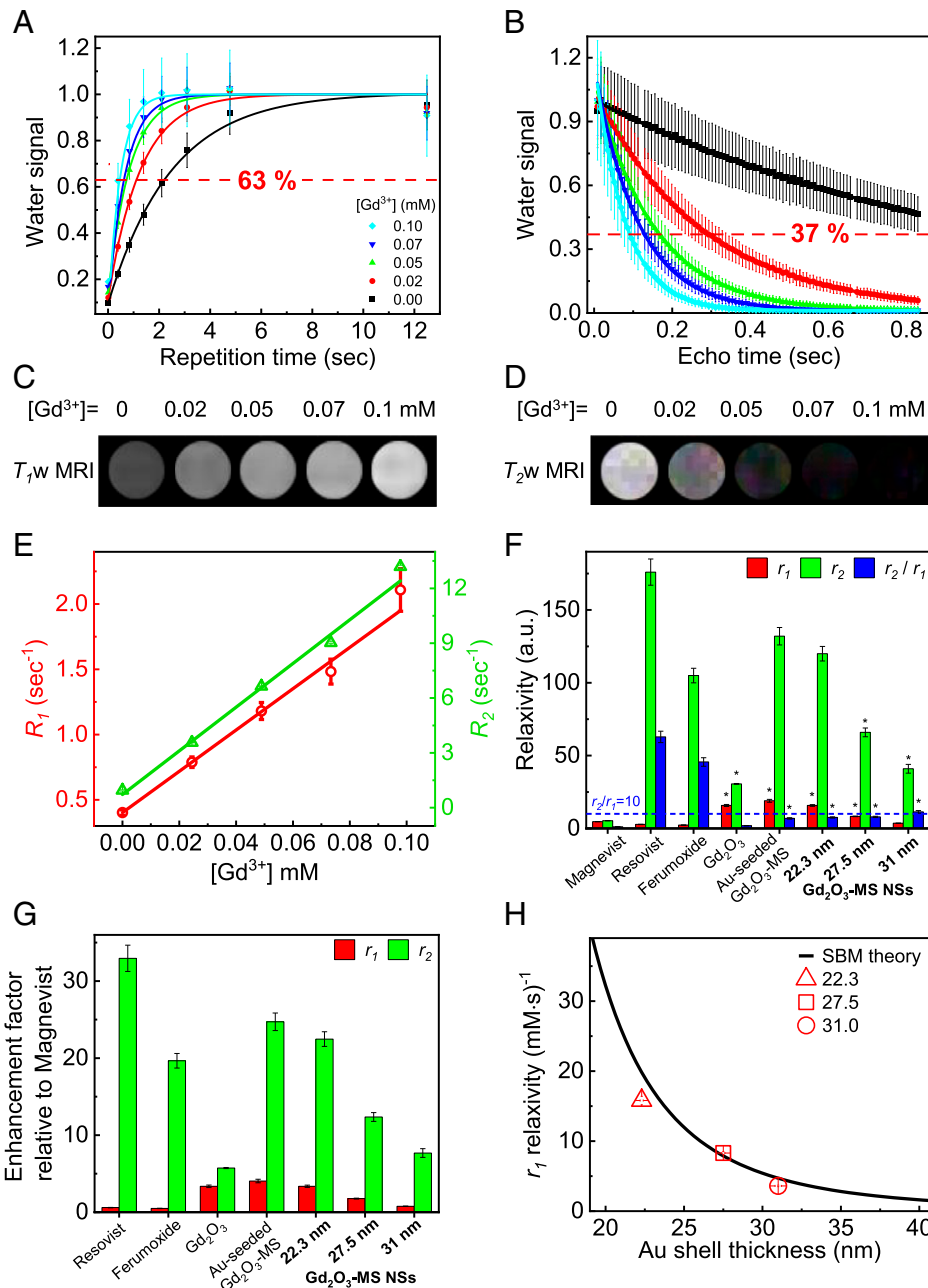 A
Water signal
1.2
1.0
0.8
0.6
0.4
0.2
63 %
[Gd³⁺] (mM)
0.10
0.07
0.05
0.02
0.00
0 2 4 6 8 10 12
Repetition time (sec)
B
Water signal
1.2
0.9
0.6
0.3
0.0
37 %
0.0 0.2 0.4 0.6 0.8
Echo time (sec)
C
[Gd³⁺]= 0 0.02 0.05 0.07 0.1 mM
T₁w MRI
D
[Gd³⁺]= 0 0.02 0.05 0.07 0.1 mM
T₂w MRI
E
R₁ (sec⁻¹)
2.0
1.5
1.0
0.5
12
9
6
3
0
R₂ (sec⁻¹)
0.00 0.02 0.04 0.06 0.08 0.10
[Gd³⁺] mM
F
r₁ r₂ r₂ / r₁
Relaxivity (a.u.)
150
100
50
0
r₂/r₁=10
* * * * * * * * * * *
Magnevist
Resovist
Ferumoxide
Gd₂O₃
Au-seeded
Gd₂O₃-MS
22.3 nm
27.5 nm
31 nm
Gd₂O₃-MS NSs
G
r₁ r₂
Enhancement factor
relative to Magnevist
40
30
20
10
0
Resovist
Ferumoxide
Gd₂O₃
Au-seeded
Gd₂O₃-MS
22.3 nm
27.5 nm
31 nm
Gd₂O₃-MS NSs
H
r₁ relaxivity (mM·s)⁻¹
30
20
10
0
SBM theory
22.3
27.5
31.0
20 25 30 35 40
Au shell thickness (nm)